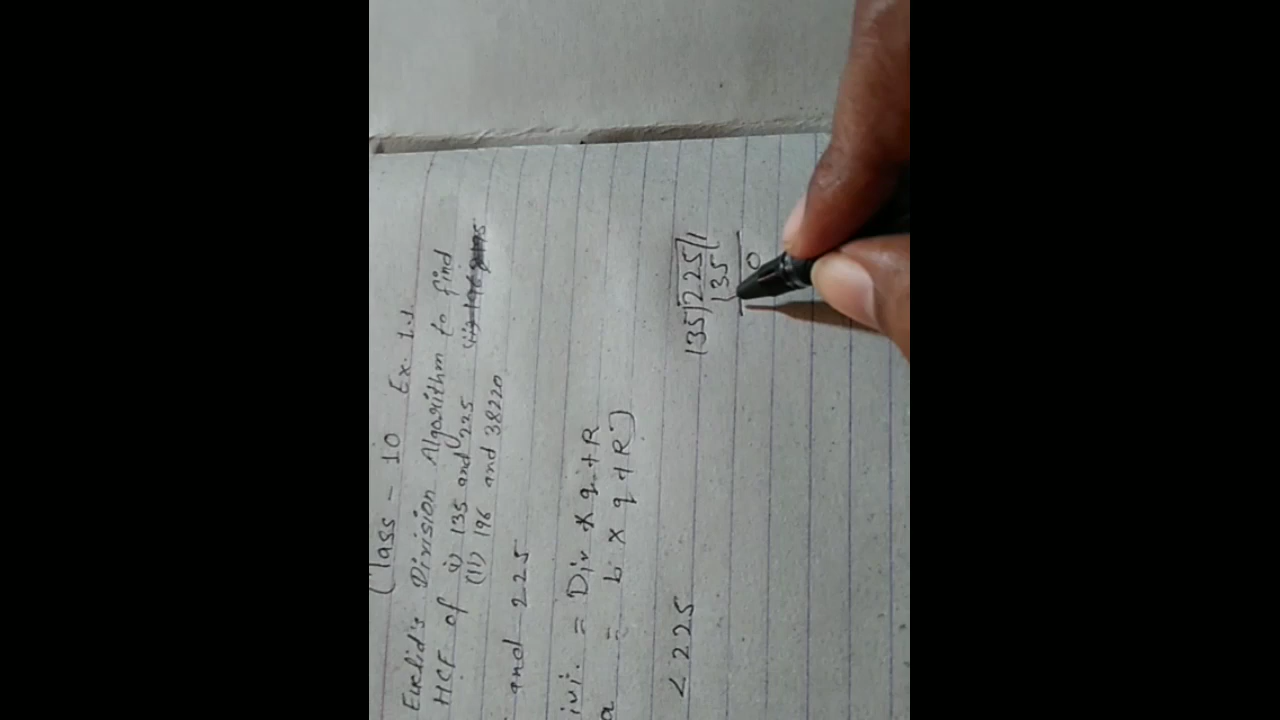 Class - 10 Ex. 1.1
Euclid's Division Algorithm to find
HCF of i) 135 and 225
(II) 196 and 38220
and 225
ivi. = Div × q + R
a = b × q + R]
< 225
135)225(1
135
0